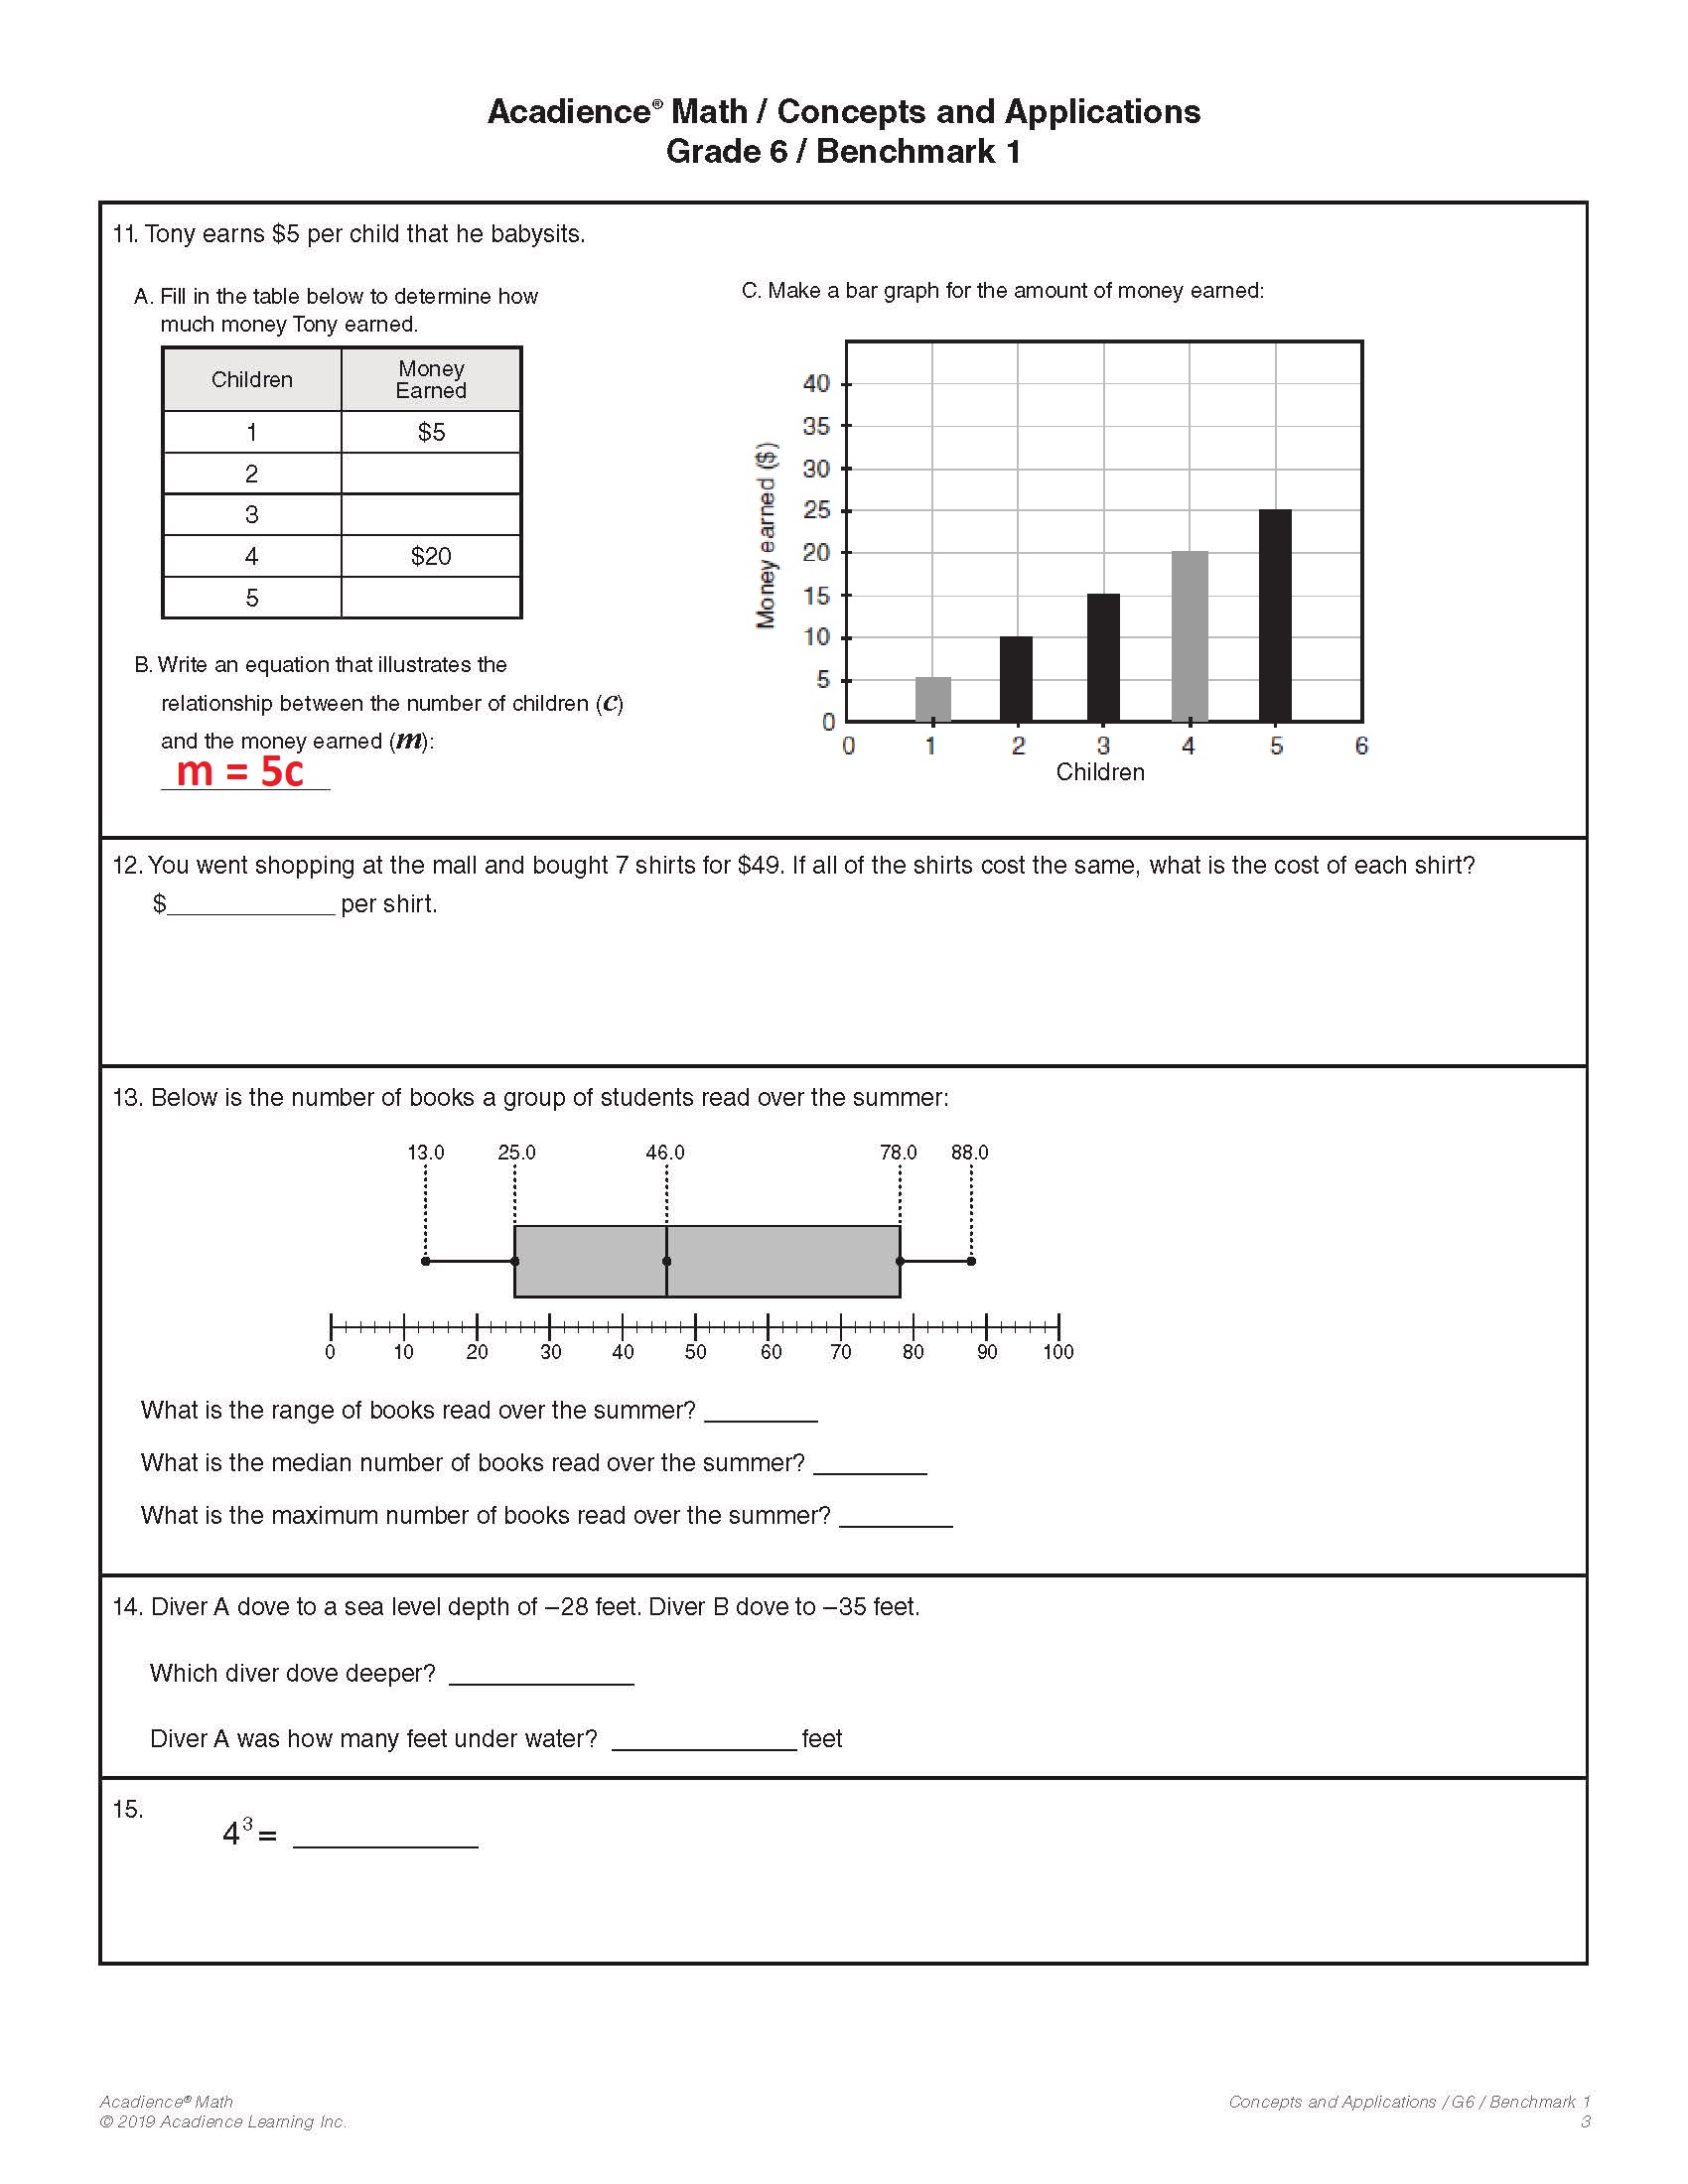 Acadience® Math / Concepts and Applications
Grade 6 / Benchmark 1
11. Tony earns $5 per child that he babysits.
A. Fill in the table below to determine how
much money Tony earned.
Children
Money
Earned
1 $5
2
3
4 $20
5
B. Write an equation that illustrates the
relationship between the number of children (c)
and the money earned (m):
m = 5c
C. Make a bar graph for the amount of money earned:
Money earned ($)
40
35
30
25
20
15
10
5
0
0 1 2 3 4 5 6
Children
12. You went shopping at the mall and bought 7 shirts for $49. If all of the shirts cost the same, what is the cost of each shirt?
$____________ per shirt.
13. Below is the number of books a group of students read over the summer:
13.0 25.0 46.0 78.0 88.0
0 10 20 30 40 50 60 70 80 90 100
What is the range of books read over the summer? ________
What is the median number of books read over the summer? ________
What is the maximum number of books read over the summer? ________
14. Diver A dove to a sea level depth of –28 feet. Diver B dove to –35 feet.
Which diver dove deeper? _____________
Diver A was how many feet under water? _____________ feet
15.
4³ = _____________
Acadience® Math
© 2019 Acadience Learning Inc.
Concepts and Applications / G6 / Benchmark 1
3